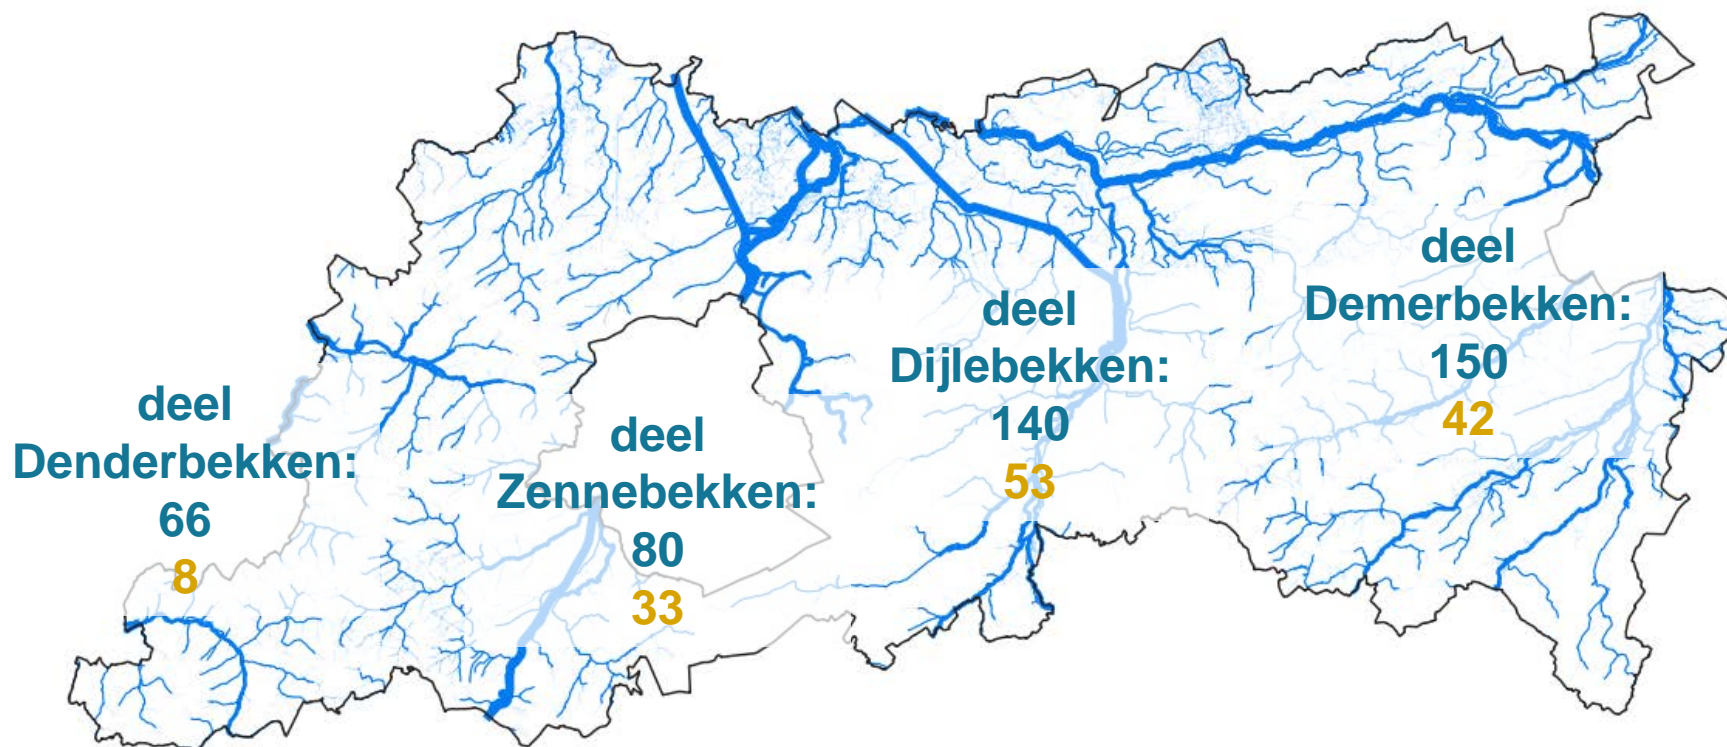 deel
Denderbekken:
66
8
deel
Zennebekken:
80
33
deel
Dijlebekken:
140
53
deel
Demerbekken:
150
42